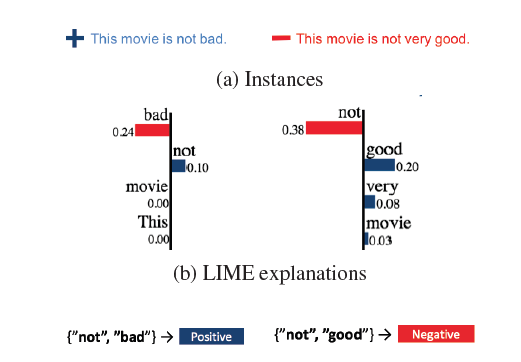 This movie is not bad. This movie is not very good.
(a) Instances
bad not
0.24 0.38
not good
0.10 0.20
movie very
0.00 0.08
This movie
0.00 0.03
(b) LIME explanations
{"not", "bad"} → Positive {"not", "good"} → Negative